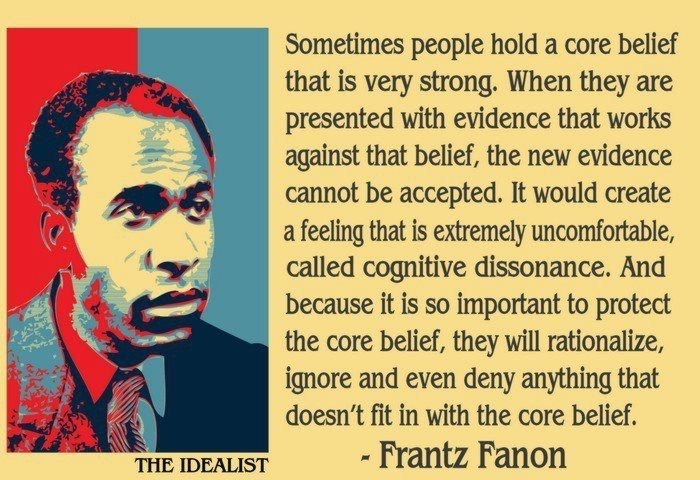 Sometimes people hold a core belief
that is very strong. When they are
presented with evidence that works
against that belief, the new evidence
cannot be accepted. It would create
a feeling that is extremely uncomfortable,
called cognitive dissonance. And
because it is so important to protect
the core belief, they will rationalize,
ignore and even deny anything that
doesn't fit in with the core belief.
- Frantz Fanon
THE IDEALIST